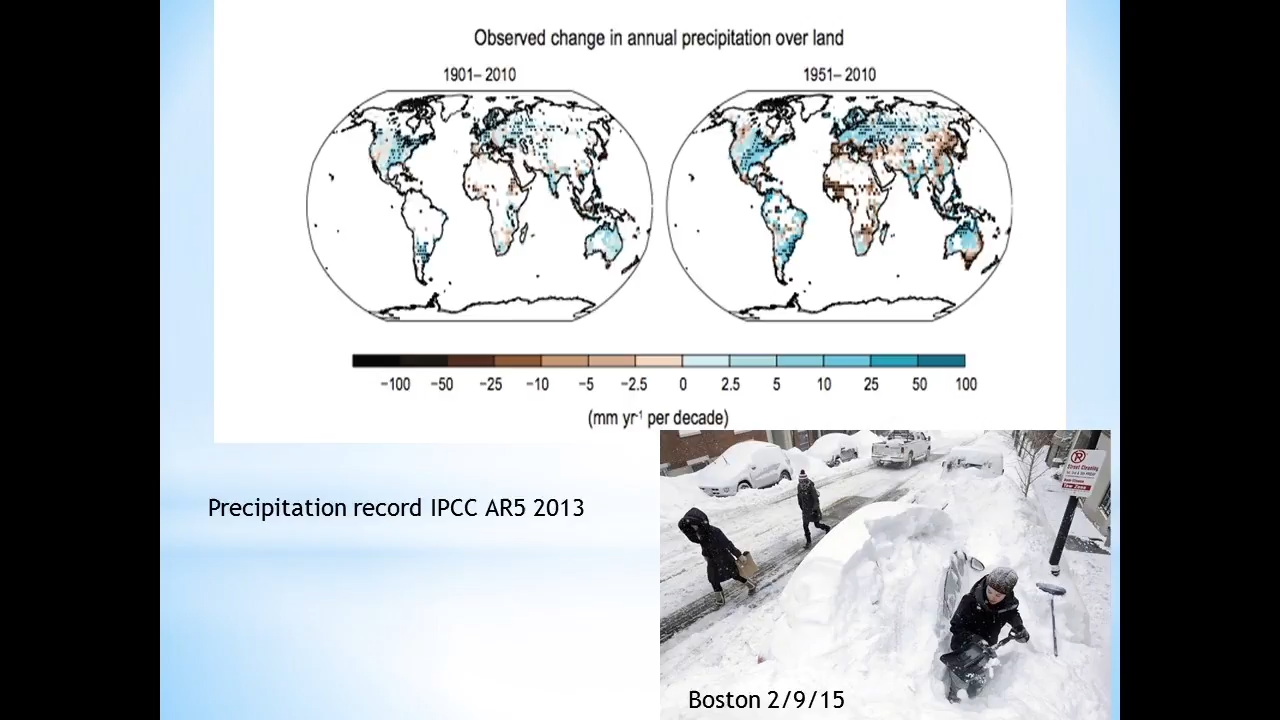 Observed change in annual precipitation over land
1901– 2010
1951– 2010
−100 −50 −25 −10 −5 −2.5 0 2.5 5 10 25 50 100
(mm yr⁻¹ per decade)
Precipitation record IPCC AR5 2013
Street Cleaning
Tow Zone
Boston 2/9/15